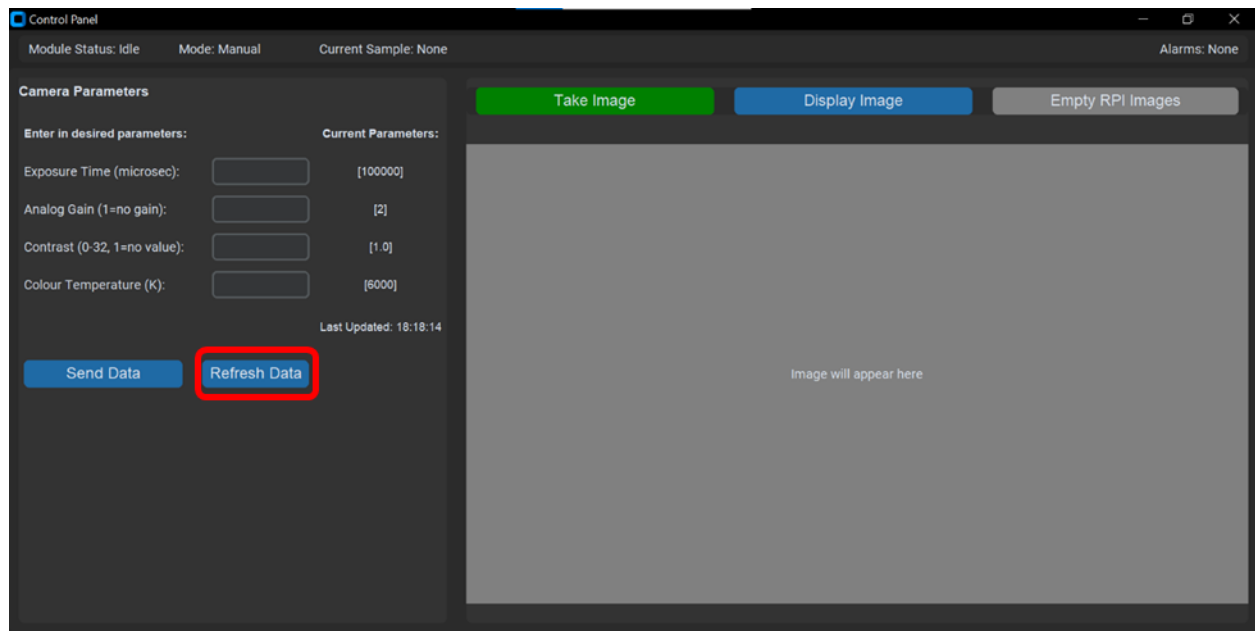 Control Panel
Module Status: Idle Mode: Manual Current Sample: None Alarms: None
Camera Parameters
Enter in desired parameters: Current Parameters:
Exposure Time (microsec): [100000]
Analog Gain (1=no gain): [2]
Contrast (0-32, 1=no value): [1.0]
Colour Temperature (K): [6000]
Last Updated: 18:18:14
Send Data Refresh Data
Take Image Display Image Empty RPI Images
Image will appear here